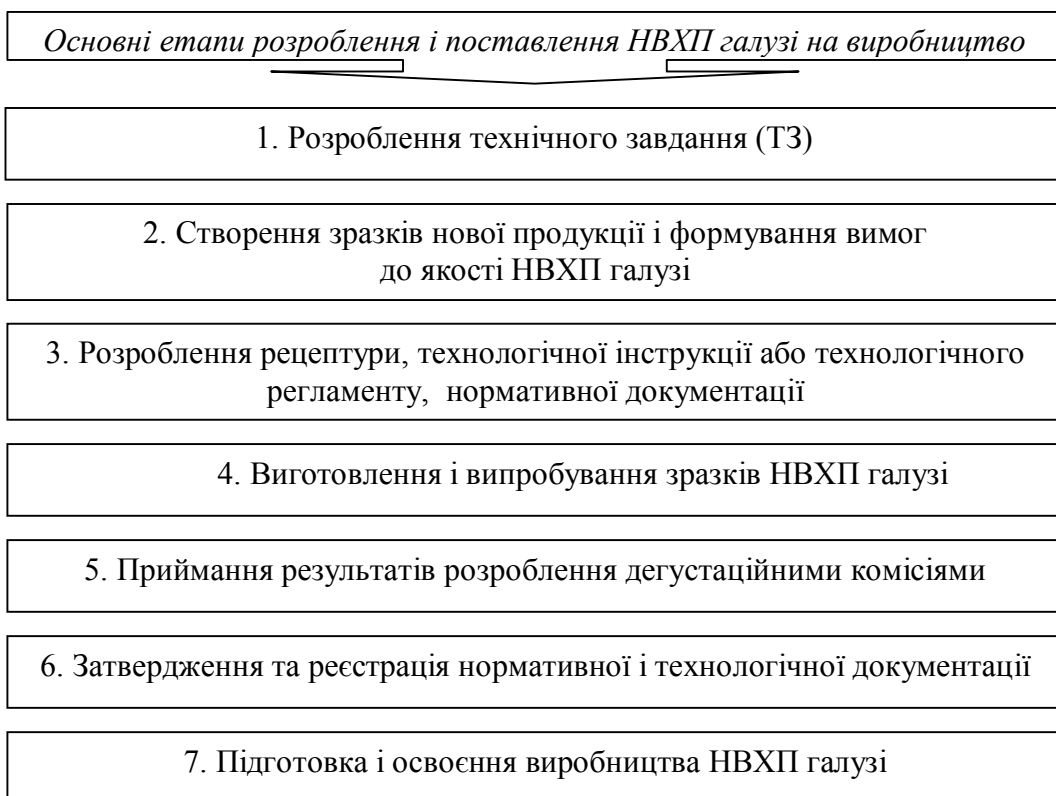 Основні етапи розроблення і поставлення НВХП галузі на виробництво
1. Розроблення технічного завдання (ТЗ)
2. Створення зразків нової продукції і формування вимог
до якості НВХП галузі
3. Розроблення рецептури, технологічної інструкції або технологічного
регламенту, нормативної документації
4. Виготовлення і випробування зразків НВХП галузі
5. Приймання результатів розроблення дегустаційними комісіями
6. Затвердження та реєстрація нормативної і технологічної документації
7. Підготовка і освоєння виробництва НВХП галузі